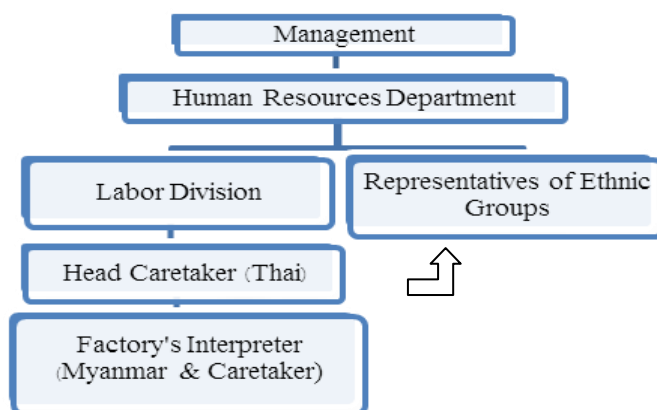 Management
Human Resources Department
Labor Division
Representatives of Ethnic
Groups
Head Caretaker (Thai)
Factory's Interpreter
(Myanmar & Caretaker)